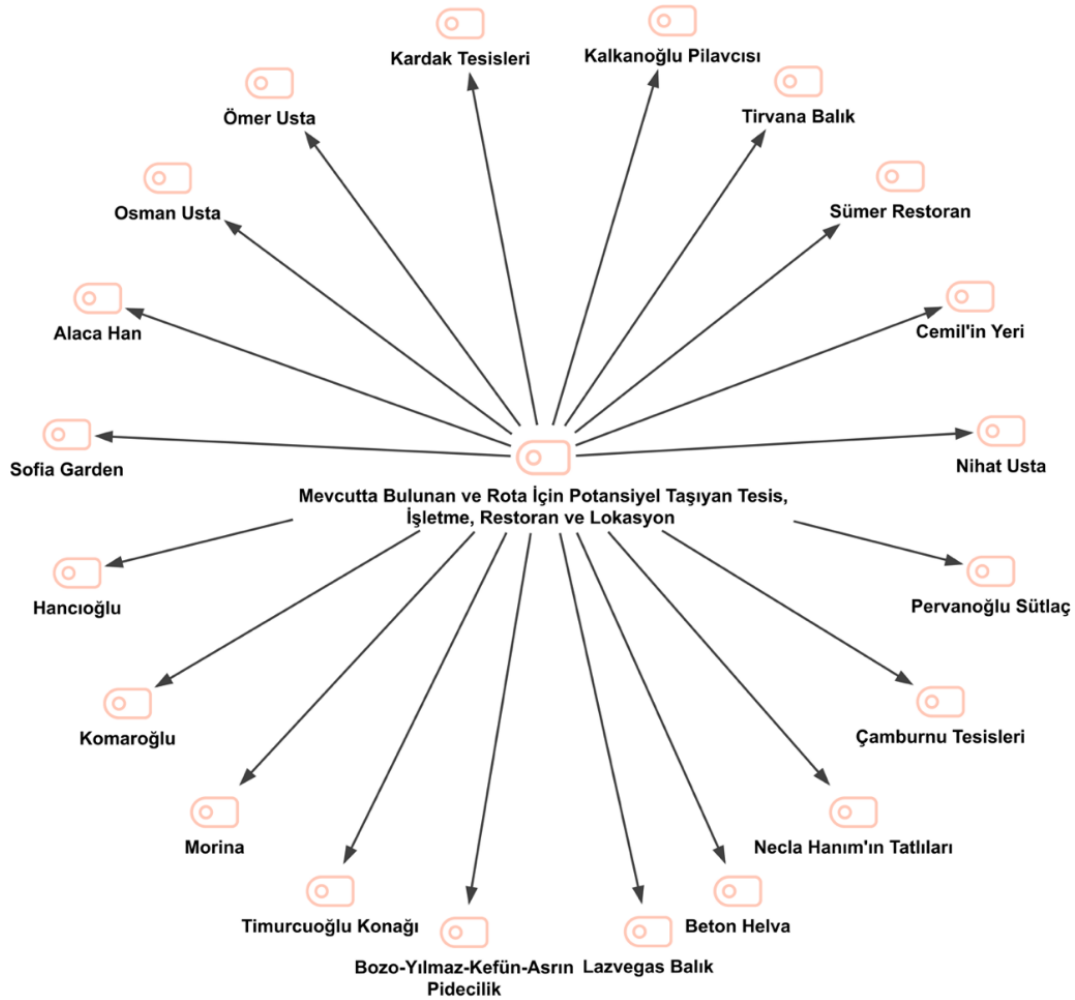 Kardak Tesisleri
Kalkanoğlu Pilavcısı
Ömer Usta
Tirvana Balık
Osman Usta
Sümer Restoran
Alaca Han
Cemil'in Yeri
Sofia Garden
Nihat Usta
Mevcutta Bulunan ve Rota İçin Potansiyel Taşıyan Tesis,
İşletme, Restoran ve Lokasyon
Hancıoğlu
Pervanoğlu Sütlaç
Komaroğlu
Çamburnu Tesisleri
Morina
Necla Hanım'ın Tatlıları
Timurcuoğlu Konağı
Beton Helva
Bozo-Yılmaz-Kefün-Asrın
Pidecilik
Lazvegas Balık